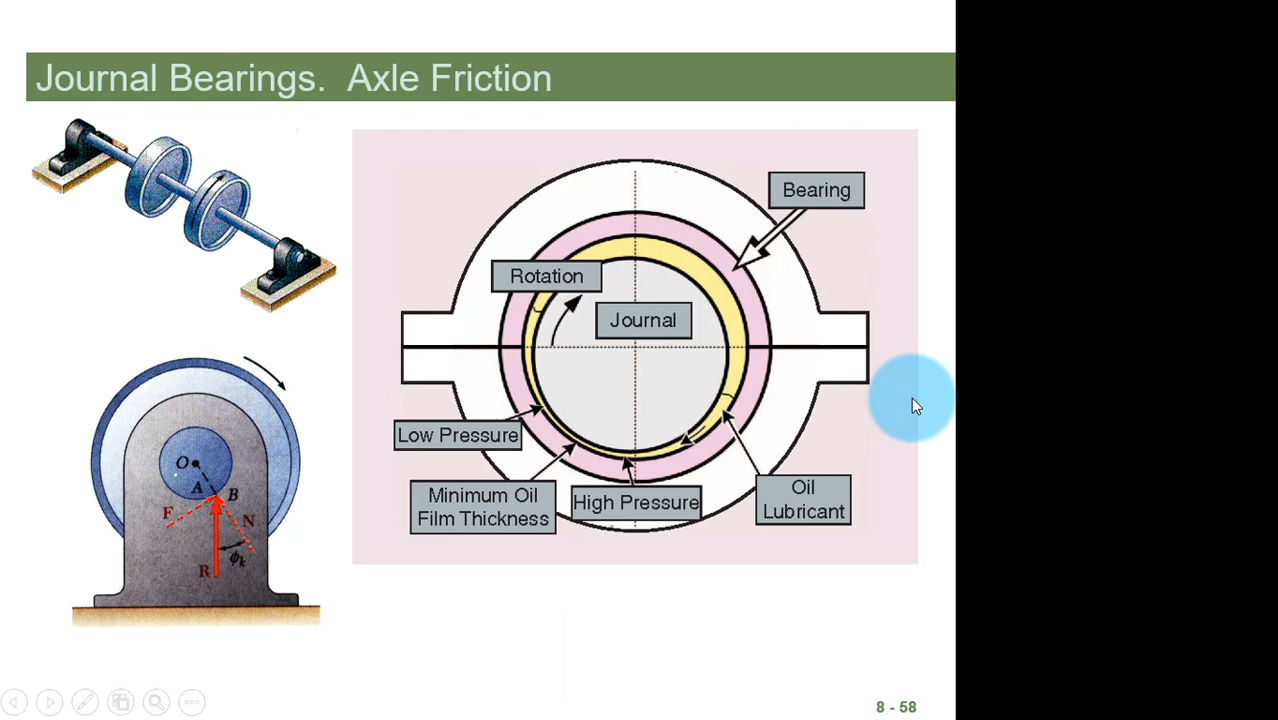 Journal Bearings.  Axle Friction
Bearing
Rotation
Journal
Low Pressure
Minimum Oil
Film Thickness
High Pressure
Oil
Lubricant
O
A
B
F
N
ϕk
R
8 - 58